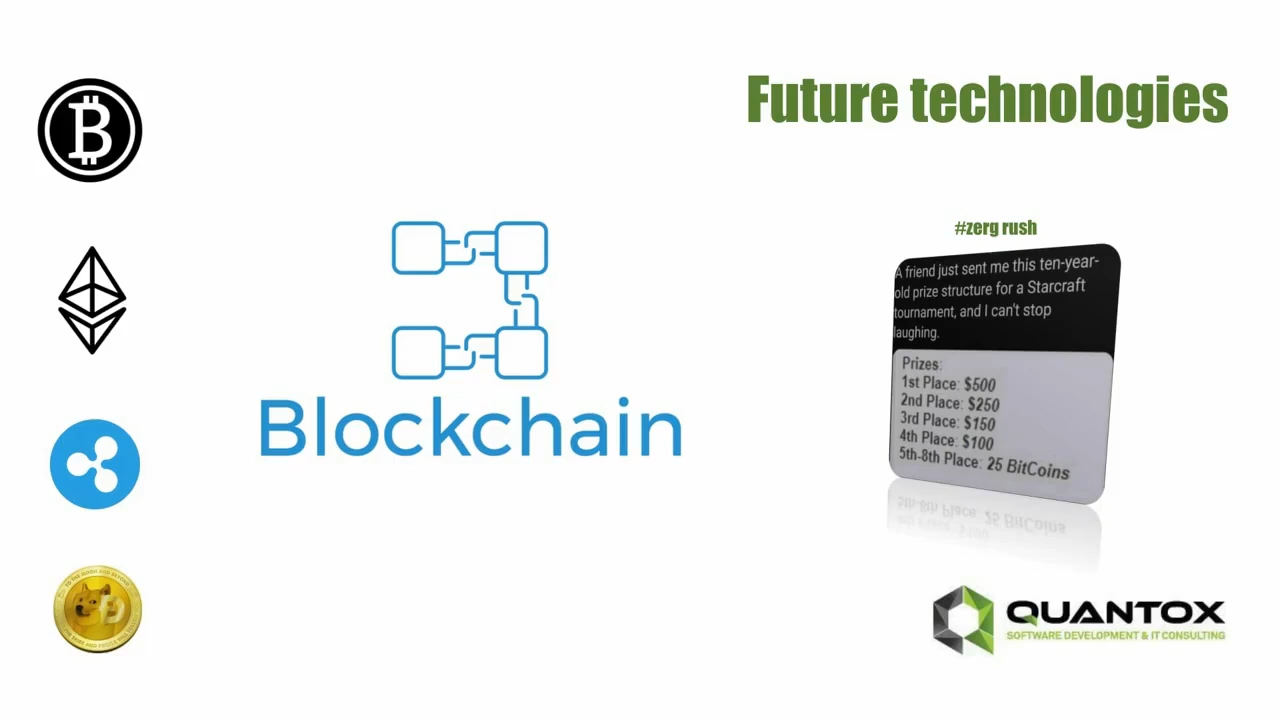 Future technologies
#zerg rush
A friend just sent me this ten-year-
old prize structure for a Starcraft
tournament, and I can't stop
laughing.
Prizes:
1st Place: $500
2nd Place: $250
3rd Place: $150
4th Place: $100
5th-8th Place: 25 BitCoins
Blockchain
QUANTOX
SOFTWARE DEVELOPMENT & IT CONSULTING